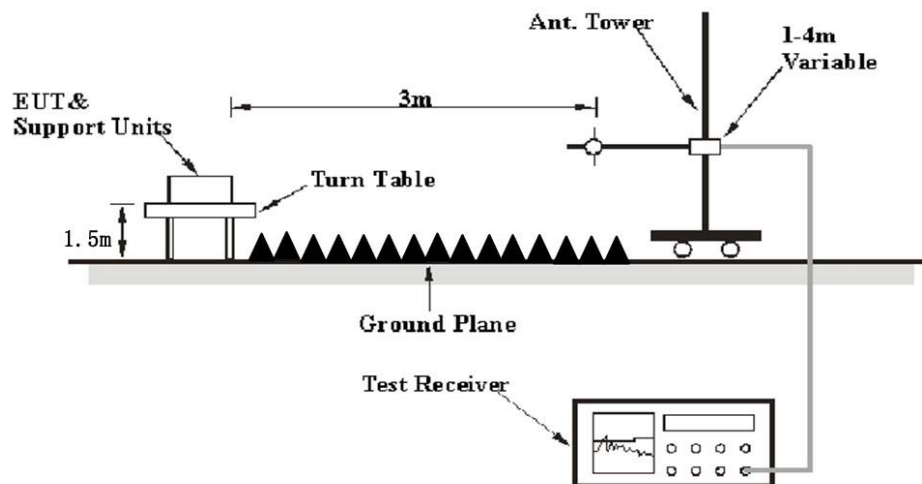 Ant. Tower
1-4m
Variable
EUT&
Support Units
3m
Turn Table
1.5m
Ground Plane
Test Receiver